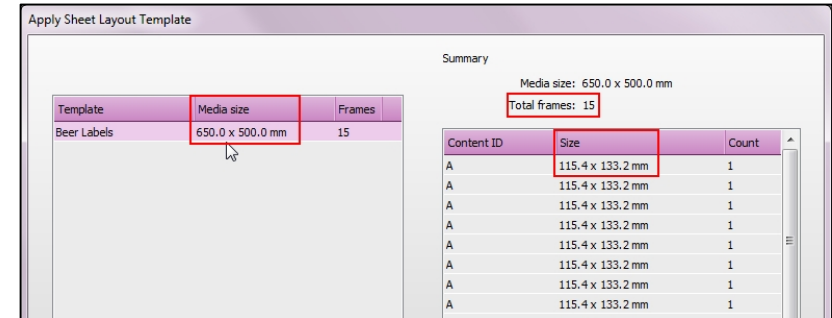 Apply Sheet Layout Template
Summary
Media size: 650.0 x 500.0 mm
Total frames: 15
Template Media size Frames
Beer Labels 650.0 x 500.0 mm 15
Content ID Size Count
A 115.4 x 133.2 mm 1
A 115.4 x 133.2 mm 1
A 115.4 x 133.2 mm 1
A 115.4 x 133.2 mm 1
A 115.4 x 133.2 mm 1
A 115.4 x 133.2 mm 1
A 115.4 x 133.2 mm 1
A 115.4 x 133.2 mm 1